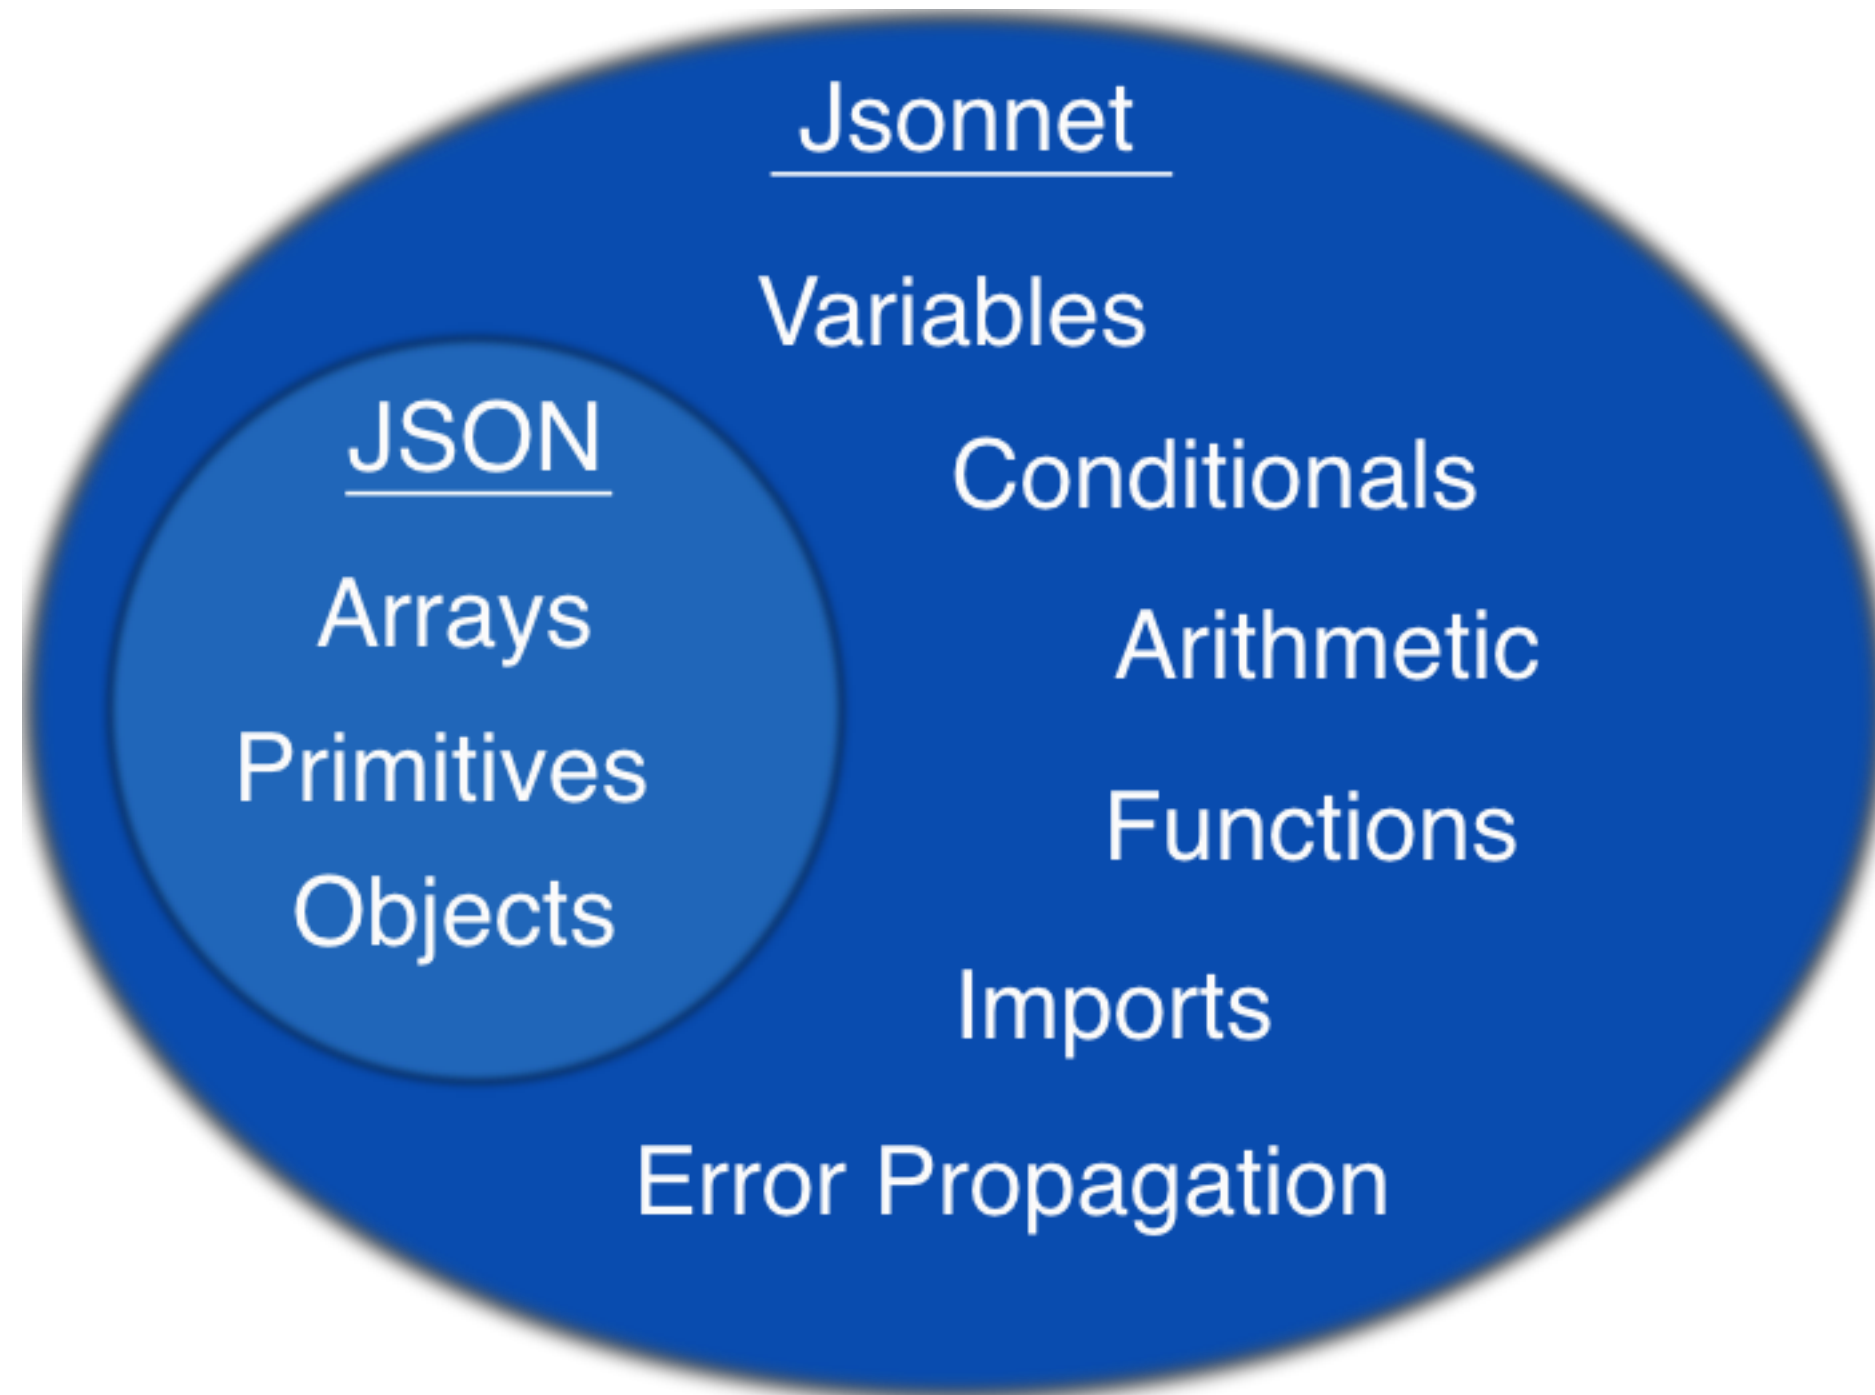 Jsonnet
Variables
JSON
Conditionals
Arrays
Arithmetic
Primitives
Functions
Objects
Imports
Error Propagation